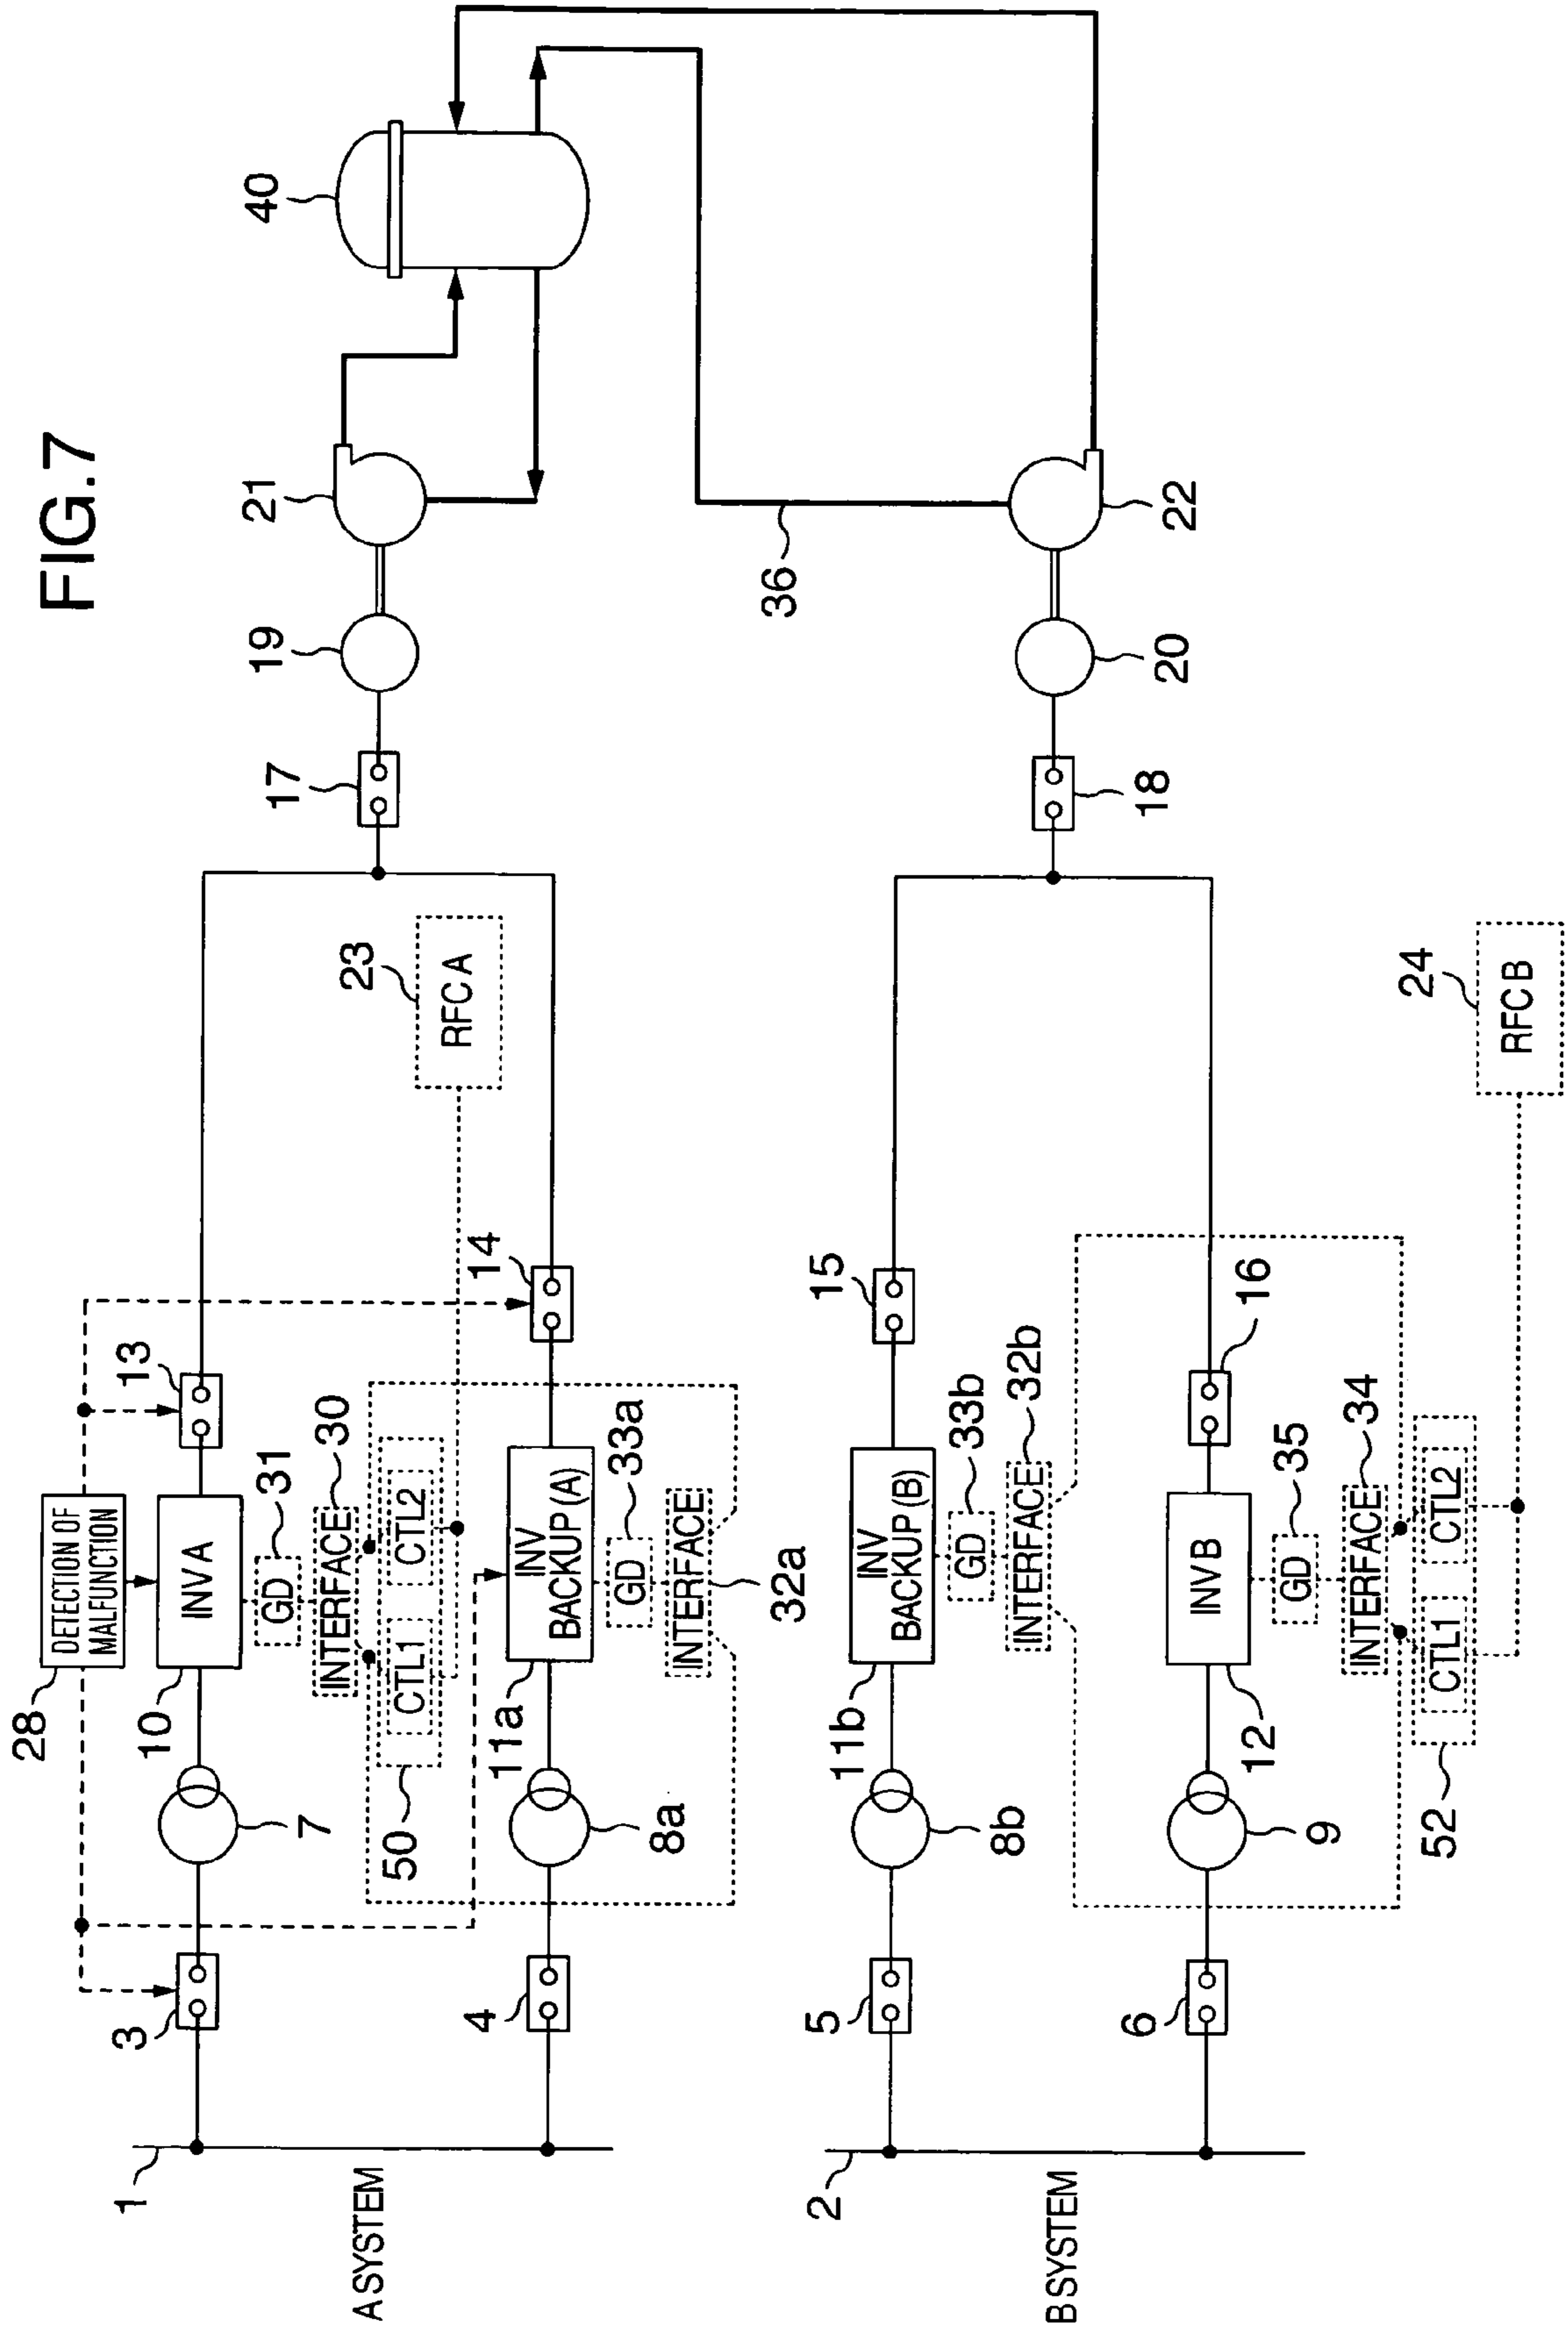 FIG.7
28
DETECTION OF
MALFUNCTION
3
7
10
INV A
13
31
GD
30
INTERFACE
50
CTL1
CTL2
23
RFC A
17
19
21
40
1
A SYSTEM
4
8a
11a
INV
BACKUP(A)
14
33a
GD
INTERFACE
32a
36
5
8b
11b
INV
BACKUP(B)
15
33b
GD
32b
INTERFACE
2
B SYSTEM
6
9
12
INV B
16
35
GD
34
INTERFACE
52
CTL1
CTL2
24
RFC B
18
20
22